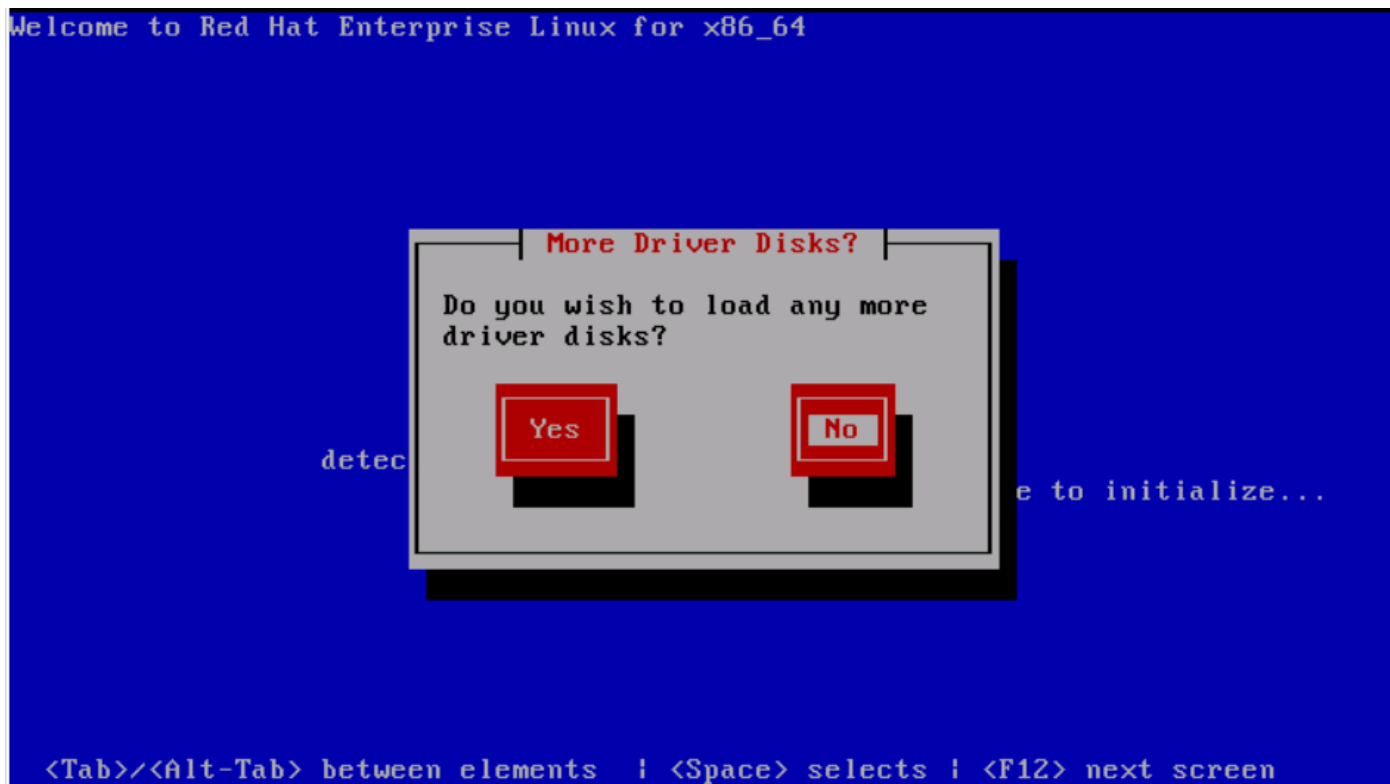 Welcome to Red Hat Enterprise Linux for x86_64
More Driver Disks?
Do you wish to load any more
driver disks?
Yes No
detec
e to initialize...
<Tab>/<Alt-Tab> between elements | <Space> selects | <F12> next screen